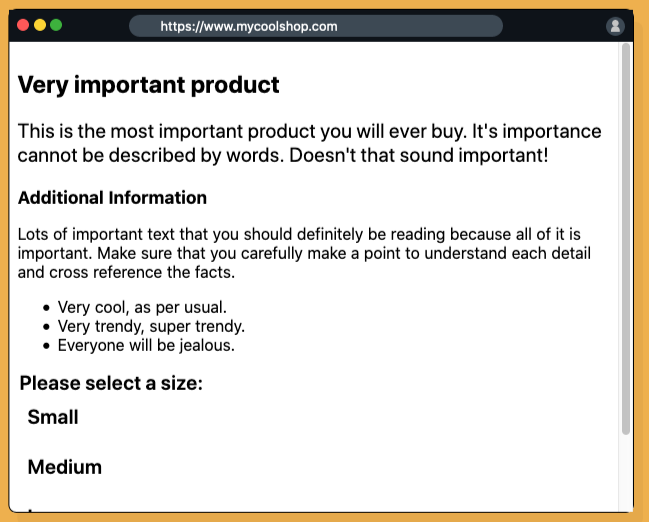 https://www.mycoolshop.com
Very important product
This is the most important product you will ever buy. It's importance
cannot be described by words. Doesn't that sound important!
Additional Information
Lots of important text that you should definitely be reading because all of it is
important. Make sure that you carefully make a point to understand each detail
and cross reference the facts.
• Very cool, as per usual.
• Very trendy, super trendy.
• Everyone will be jealous.
Please select a size:
Small
Medium